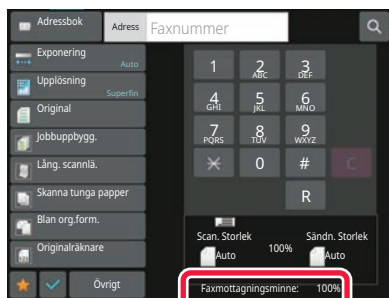 Adressbok
Adress
Faxnummer
Exponering
Auto
Upplösning
Superfin
Original
Jobbuppbygg.
Lång. scannlä.
Skanna tunga papper
Blan org.form.
Originalräknare
Övrigt
1
2 ABC
3 DEF
4 GHI
5 JKL
6 MNO
7 PQRS
8 TUV
9 WXYZ
0 # C
R
Scan. Storlek
Auto
100%
Sändn. Storlek
Auto
Faxmottagningsminne: 100%